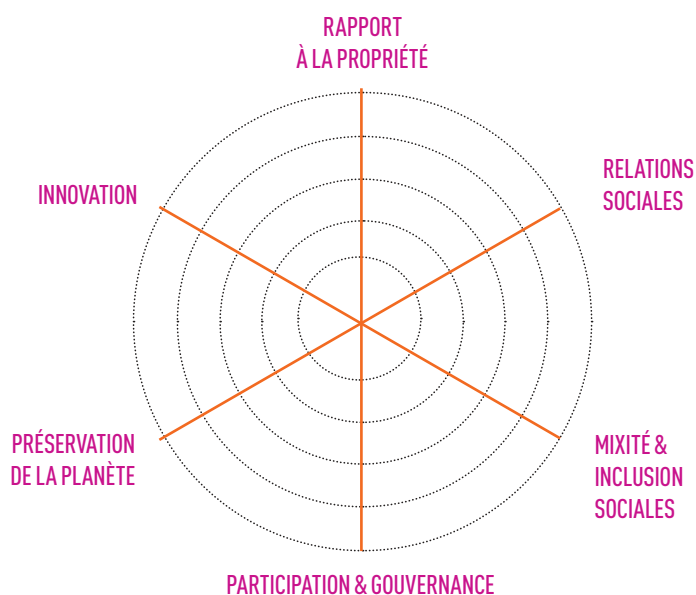 RAPPORT
À LA PROPRIÉTÉ
RELATIONS
SOCIALES
INNOVATION
PRÉSERVATION
DE LA PLANÈTE
MIXITÉ &
INCLUSION
SOCIALES
PARTICIPATION & GOUVERNANCE